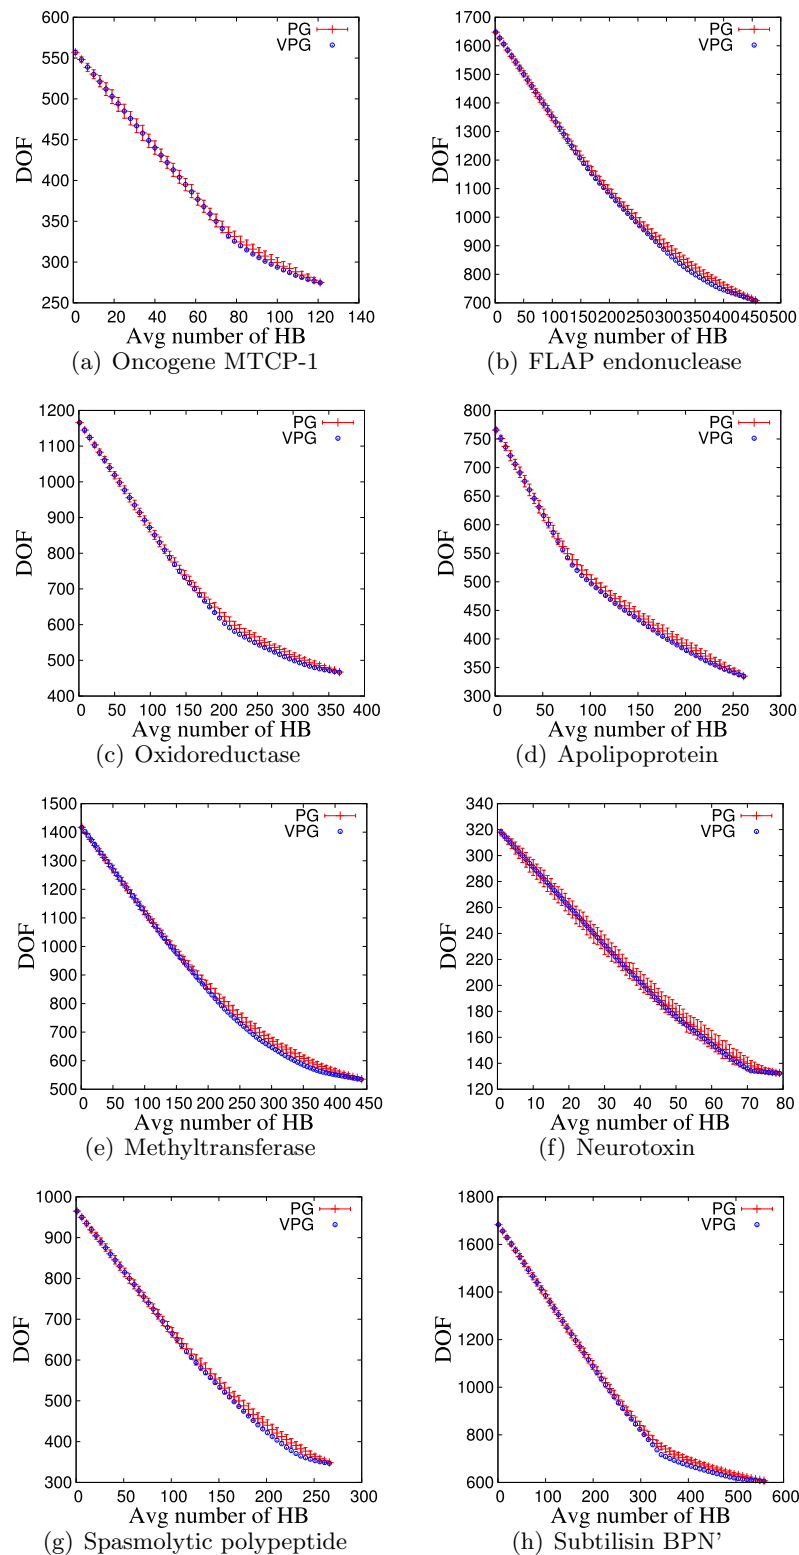 600
550
500
450
400
350
300
250
DOF
PG
VPG
0 20 40 60 80 100 120 140
Avg number of HB
(a) Oncogene MTCP-1
1700
1600
1500
1400
1300
1200
1100
1000
900
800
700
DOF
PG
VPG
0 50 100 150 200 250 300 350 400 450 500
Avg number of HB
(b) FLAP endonuclease
1200
1100
1000
900
800
700
600
500
400
DOF
PG
VPG
0 50 100 150 200 250 300 350 400
Avg number of HB
(c) Oxidoreductase
800
750
700
650
600
550
500
450
400
350
300
DOF
PG
VPG
0 50 100 150 200 250 300
Avg number of HB
(d) Apolipoprotein
1500
1400
1300
1200
1100
1000
900
800
700
600
500
DOF
PG
VPG
0 50 100 150 200 250 300 350 400 450
Avg number of HB
(e) Methyltransferase
340
320
300
280
260
240
220
200
180
160
140
120
DOF
PG
VPG
0 10 20 30 40 50 60 70 80
Avg number of HB
(f) Neurotoxin
1000
900
800
700
600
500
400
300
DOF
PG
VPG
0 50 100 150 200 250 300
Avg number of HB
(g) Spasmolytic polypeptide
1800
1600
1400
1200
1000
800
600
DOF
PG
VPG
0 100 200 300 400 500 600
Avg number of HB
(h) Subtilisin BPN'